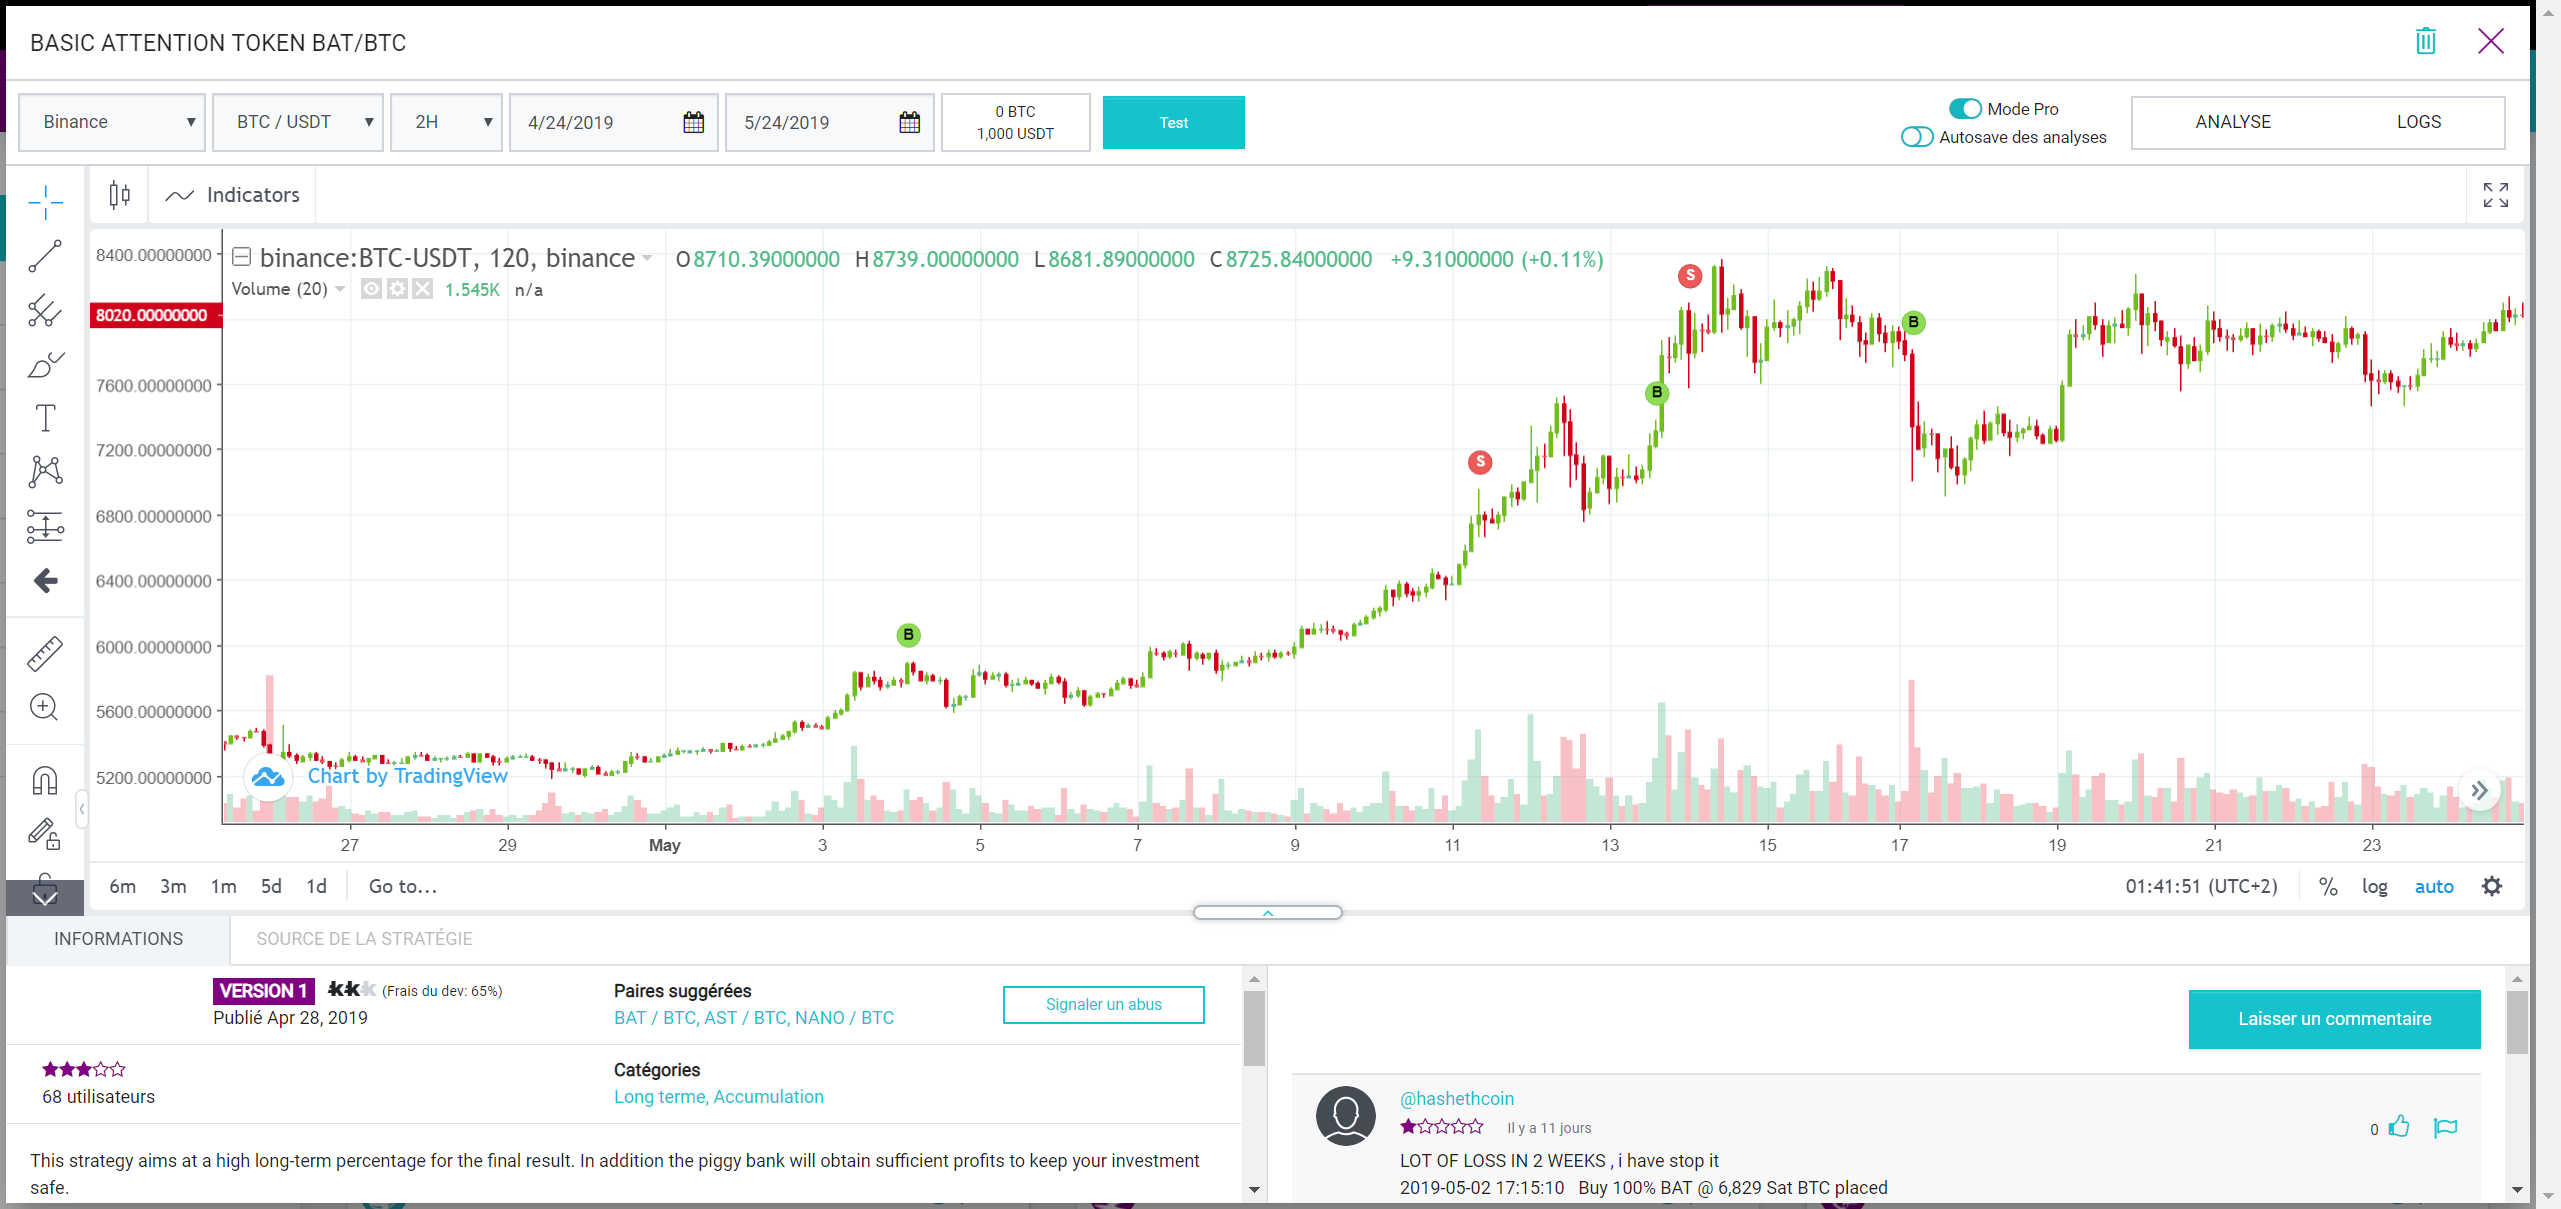 BASIC ATTENTION TOKEN BAT/BTC
Binance
BTC / USDT
2H
4/24/2019
5/24/2019
0 BTC
1,000 USDT
Test
Mode Pro
Autosave des analyses
ANALYSE
LOGS
Indicators
binance:BTC-USDT, 120, binance
O 8710.39000000 H 8739.00000000 L 8681.89000000 C 8725.84000000 +9.31000000 (+0.11%)
Volume (20)
1.545K n/a
8400.00000000
8020.00000000
7600.00000000
7200.00000000
6800.00000000
6400.00000000
6000.00000000
5600.00000000
5200.00000000
B
S
B
S
B
Chart by TradingView
27
29
May
3
5
7
9
11
13
15
17
19
21
23
6m 3m 1m 5d 1d Go to...
01:41:51 (UTC+2) % log auto
INFORMATIONS
SOURCE DE LA STRATÉGIE
VERSION 1
(Frais du dev: 65%)
Publié Apr 28, 2019
Paires suggérées
BAT / BTC, AST / BTC, NANO / BTC
Signaler un abus
68 utilisateurs
Catégories
Long terme, Accumulation
This strategy aims at a high long-term percentage for the final result. In addition the piggy bank will obtain sufficient profits to keep your investment
safe.
Laisser un commentaire
@hashethcoin
Il y a 11 jours
0
LOT OF LOSS IN 2 WEEKS , i have stop it
2019-05-02 17:15:10 Buy 100% BAT @ 6,829 Sat BTC placed